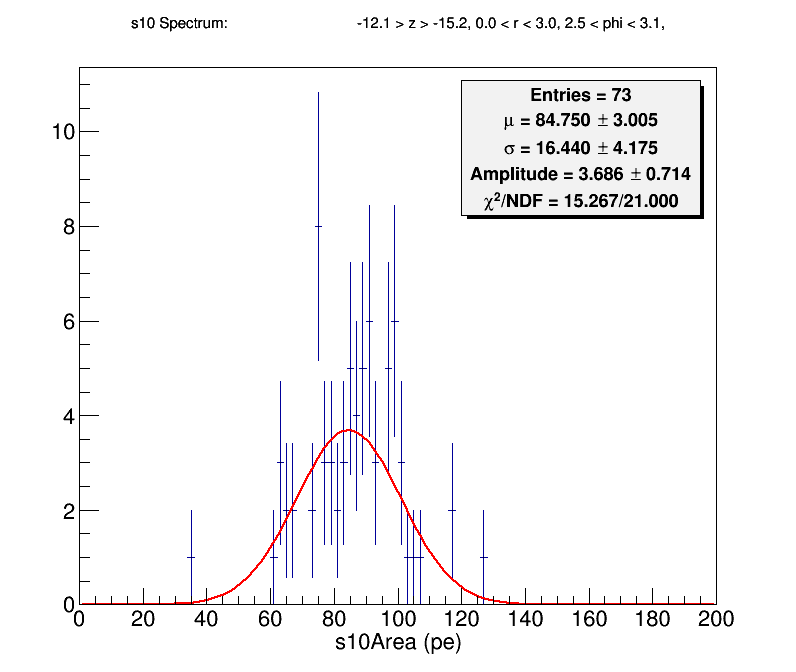 s10 Spectrum: -12.1 > z > -15.2, 0.0 < r < 3.0, 2.5 < phi < 3.1,
Entries = 73
μ = 84.750 ± 3.005
σ = 16.440 ± 4.175
Amplitude = 3.686 ± 0.714
χ²/NDF = 15.267/21.000
10
8
6
4
2
0
0 20 40 60 80 100 120 140 160 180 200
s10Area (pe)